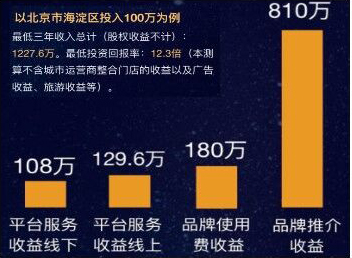 以北京市海淀区投入100万为例
最低三年收入总计（股权收益不计）：
1227.6万。最低投资回报率：12.3倍（本测
算不含城市运营商整合门店的收益以及广告
收益、旅游收益等）。
810万
180万
129.6万
108万
平台服务
收益线下
平台服务
收益线上
品牌使用
费收益
品牌推介
收益